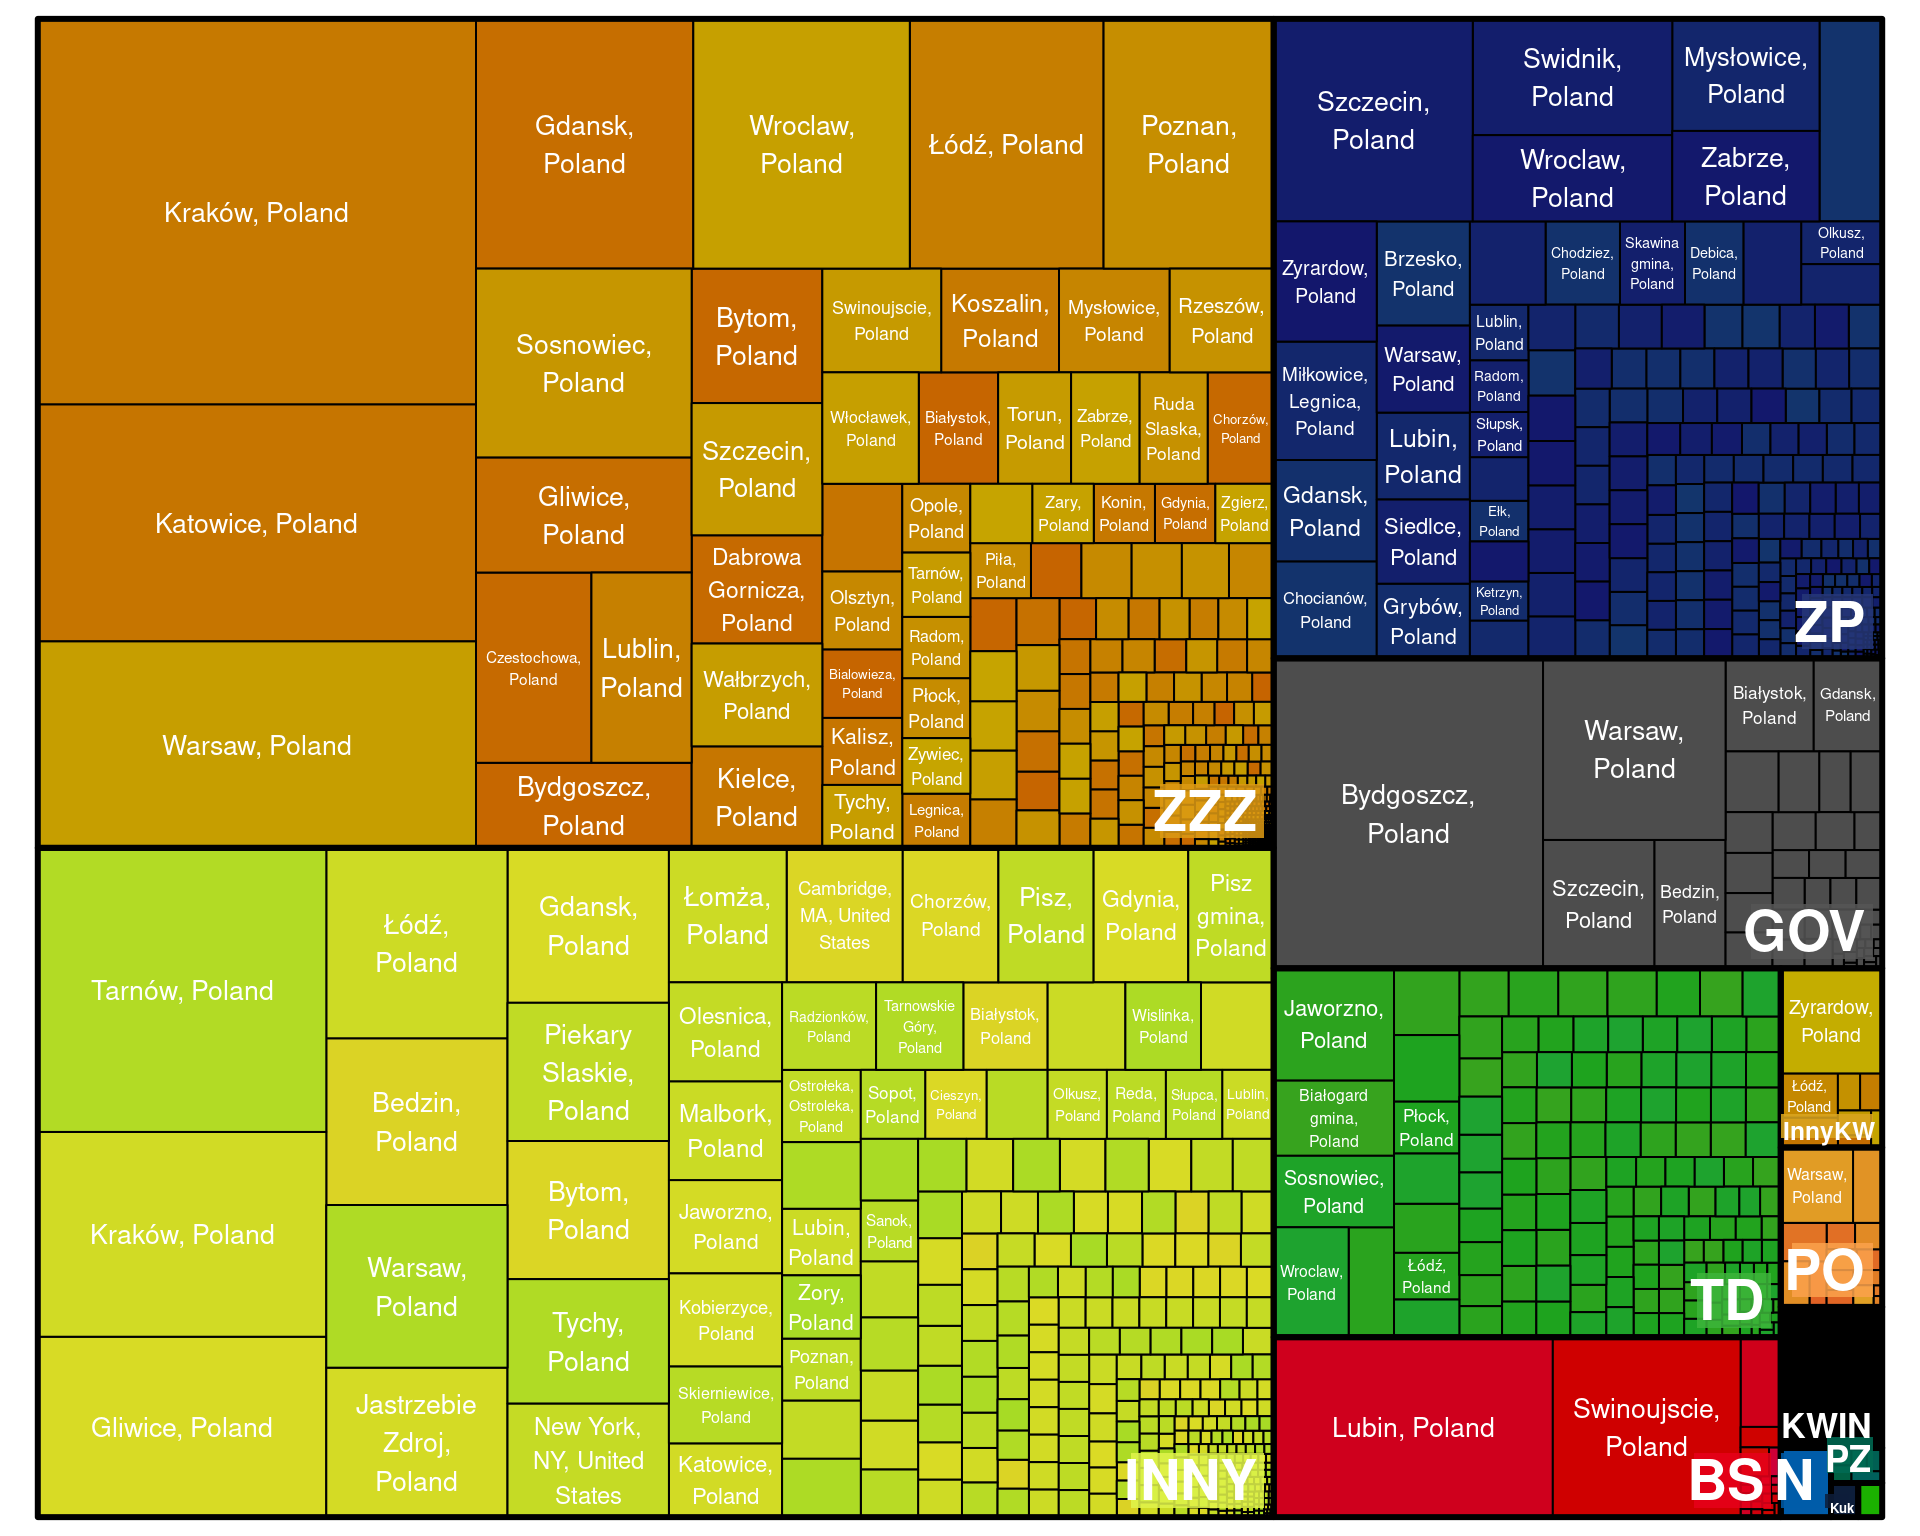 Kraków, Poland
Katowice, Poland
Warsaw, Poland
Gdansk,
Poland
Wroclaw,
Poland
Łódź, Poland
Poznan,
Poland
Sosnowiec,
Poland
Gliwice,
Poland
Czestochowa,
Poland
Lublin,
Poland
Bydgoszcz,
Poland
Bytom,
Poland
Szczecin,
Poland
Dabrowa
Gornicza,
Poland
Wałbrzych,
Poland
Kielce,
Poland
Swinoujscie,
Poland
Koszalin,
Poland
Mysłowice,
Poland
Rzeszów,
Poland
Włocławek,
Poland
Białystok,
Poland
Torun,
Poland
Zabrze,
Poland
Ruda
Slaska,
Poland
Chorzów,
Poland
Olsztyn,
Poland
Bialowieza,
Poland
Kalisz,
Poland
Tychy,
Poland
Opole,
Poland
Tarnów,
Poland
Radom,
Poland
Płock,
Poland
Zywiec,
Poland
Legnica,
Poland
Zary,
Poland
Konin,
Poland
Gdynia,
Poland
Zgierz,
Poland
Piła,
Poland
ZZZ
Szczecin,
Poland
Swidnik,
Poland
Wroclaw,
Poland
Mysłowice,
Poland
Zabrze,
Poland
Zyrardow,
Poland
Miłkowice,
Legnica,
Poland
Gdansk,
Poland
Chocianów,
Poland
Brzesko,
Poland
Warsaw,
Poland
Lubin,
Poland
Siedlce,
Poland
Grybów,
Poland
Chodziez,
Poland
Skawina
gmina,
Poland
Debica,
Poland
Olkusz,
Poland
Lublin,
Poland
Radom,
Poland
Słupsk,
Poland
Ełk,
Poland
Ketrzyn,
Poland
ZP
Bydgoszcz,
Poland
Warsaw,
Poland
Szczecin,
Poland
Bedzin,
Poland
Białystok,
Poland
Gdansk,
Poland
GOV
Tarnów, Poland
Kraków, Poland
Gliwice, Poland
Łódź,
Poland
Bedzin,
Poland
Warsaw,
Poland
Jastrzebie
Zdroj,
Poland
Gdansk,
Poland
Piekary
Slaskie,
Poland
Bytom,
Poland
Tychy,
Poland
New York,
NY, United
States
Łomża,
Poland
Cambridge,
MA, United
States
Chorzów,
Poland
Pisz,
Poland
Gdynia,
Poland
Pisz
gmina,
Poland
Olesnica,
Poland
Malbork,
Poland
Jaworzno,
Poland
Kobierzyce,
Poland
Skierniewice,
Poland
Katowice,
Poland
Radzionków,
Poland
Tarnowskie
Góry,
Poland
Białystok,
Poland
Wislinka,
Poland
Ostrołeka,
Ostroleka,
Poland
Sopot,
Poland
Cieszyn,
Poland
Olkusz,
Poland
Reda,
Poland
Słupca,
Poland
Lublin,
Poland
Lubin,
Poland
Sanok,
Poland
Zory,
Poland
Poznan,
Poland
INNY
Jaworzno,
Poland
Białogard
gmina,
Poland
Sosnowiec,
Poland
Wroclaw,
Poland
Płock,
Poland
Łódź,
Poland
TD
Zyrardow,
Poland
Łódź,
Poland
InnyKW
Warsaw,
Poland
PO
Lubin, Poland
Swinoujscie,
Poland
BS
KWIN
PZ
N
Kuk